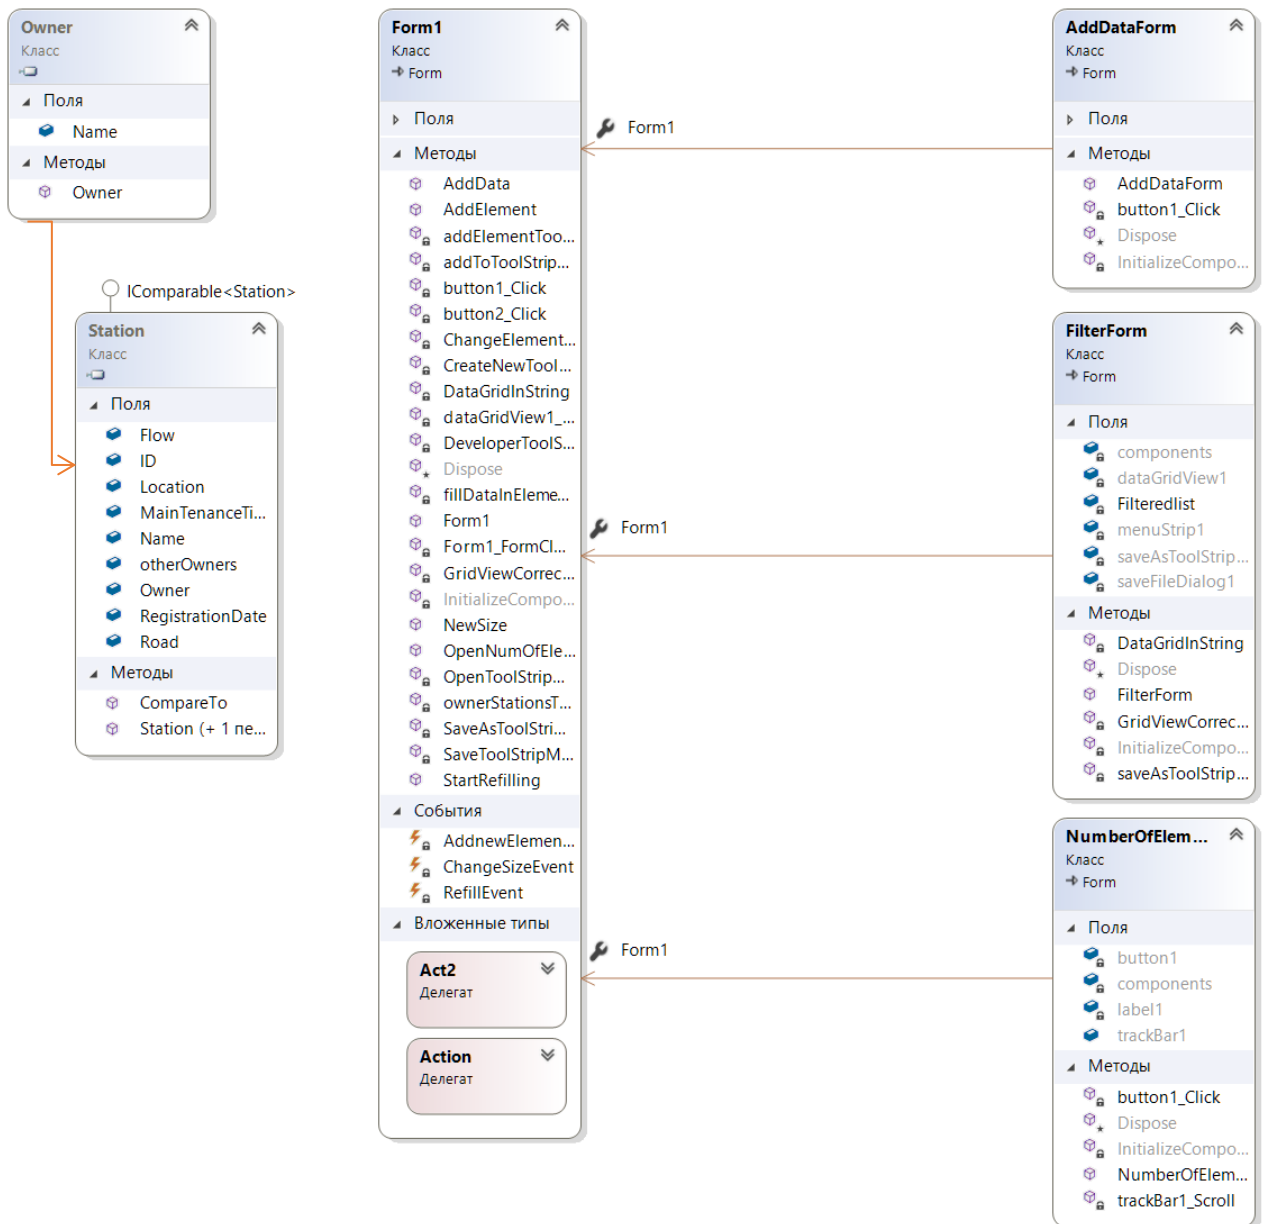 Owner
Класс
Поля
Name
Методы
Owner
IComparable<Station>
Station
Класс
Поля
Flow
ID
Location
MainTenanceTi...
Name
otherOwners
Owner
RegistrationDate
Road
Методы
CompareTo
Station (+ 1 пе...
Form1
Класс
Form
Поля
Методы
AddData
AddElement
addElementToo...
addToToolStrip...
button1_Click
button2_Click
ChangeElement...
CreateNewTool...
DataGridInString
dataGridView1_...
DeveloperToolS...
Dispose
fillDataInEleme...
Form1
Form1_FormCl...
GridViewCorrec...
InitializeCompo...
NewSize
OpenNumOfEle...
OpenToolStrip...
ownerStationsT...
SaveAsToolStri...
SaveToolStripM...
StartRefilling
События
AddnewElemen...
ChangeSizeEvent
RefillEvent
Вложенные типы
Act2
Делегат
Action
Делегат
Form1
Form1
Form1
AddDataForm
Класс
Form
Поля
Методы
AddDataForm
button1_Click
Dispose
InitializeCompo...
FilterForm
Класс
Form
Поля
components
dataGridView1
Filteredlist
menuStrip1
saveAsToolStrip...
saveFileDialog1
Методы
DataGridInString
Dispose
FilterForm
GridViewCorrec...
InitializeCompo...
saveAsToolStrip...
NumberOfElem...
Класс
Form
Поля
button1
components
label1
trackBar1
Методы
button1_Click
Dispose
InitializeCompo...
NumberOfElem...
trackBar1_Scroll